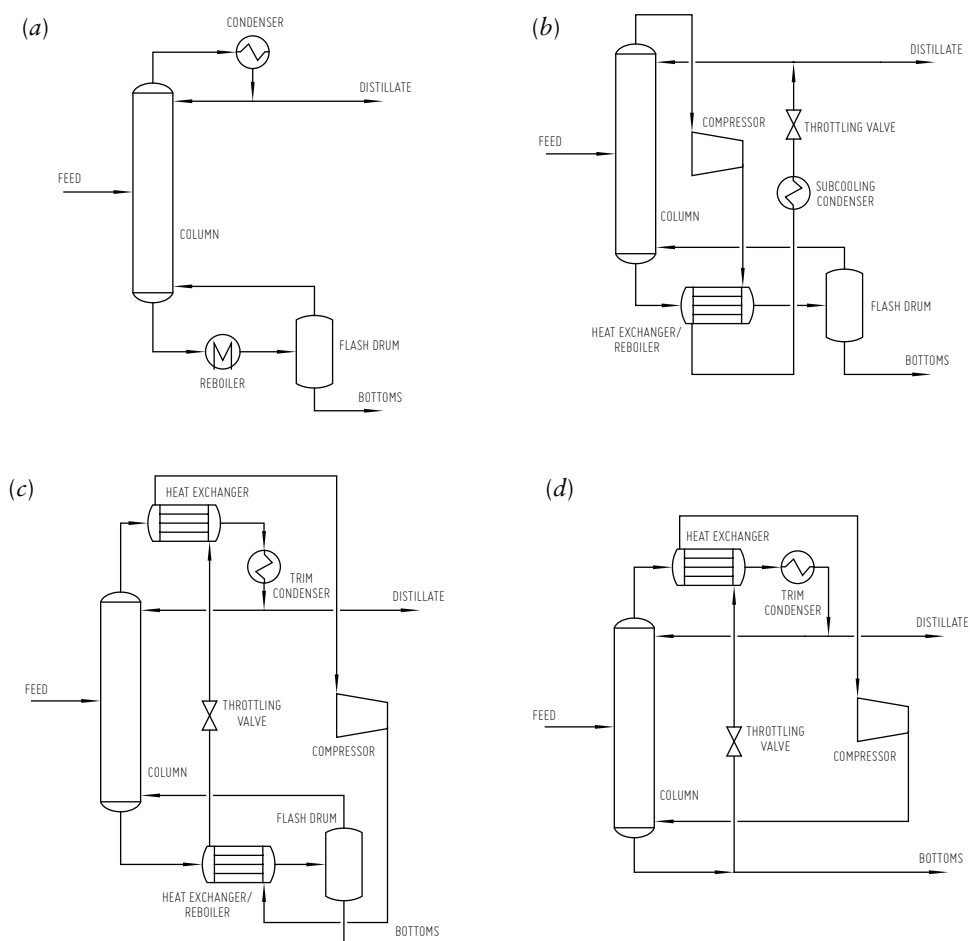 (a)
CONDENSER
DISTILLATE
FEED
COLUMN
FLASH DRUM
REBOILER
BOTTOMS
(b)
DISTILLATE
COMPRESSOR
THROTTLING VALVE
FEED
SUBCOOLING
CONDENSER
COLUMN
FLASH DRUM
HEAT EXCHANGER/
REBOILER
BOTTOMS
(c)
HEAT EXCHANGER
TRIM
CONDENSER
DISTILLATE
FEED
THROTTLING
VALVE
COMPRESSOR
COLUMN
FLASH DRUM
HEAT EXCHANGER/
REBOILER
BOTTOMS
(d)
HEAT EXCHANGER
TRIM
CONDENSER
DISTILLATE
FEED
THROTTLING
VALVE
COMPRESSOR
COLUMN
BOTTOMS